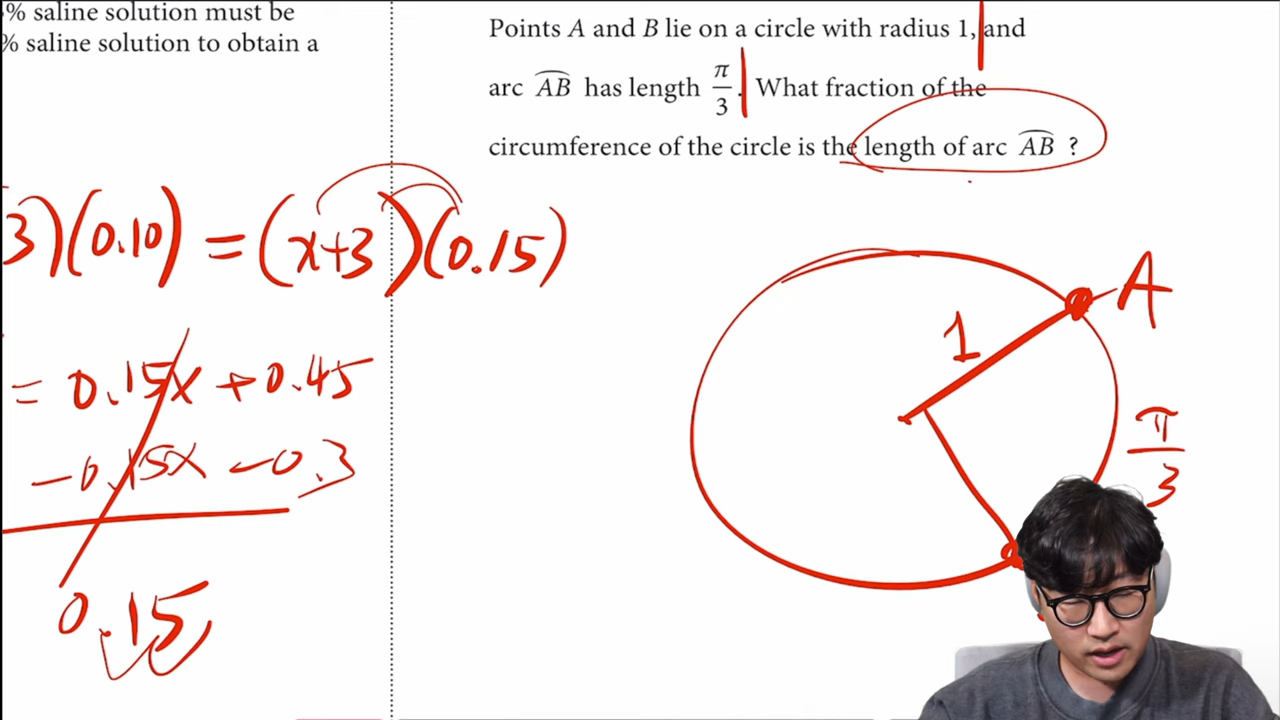 % saline solution must be
% saline solution to obtain a
3)(0.10) = (x+3)(0.15)
= 0.15x + 0.45
-0.15x -0.3
0.15
Points A and B lie on a circle with radius 1, and
arc AB has length π/3. What fraction of the
circumference of the circle is the length of arc AB ?
A
1
π/3